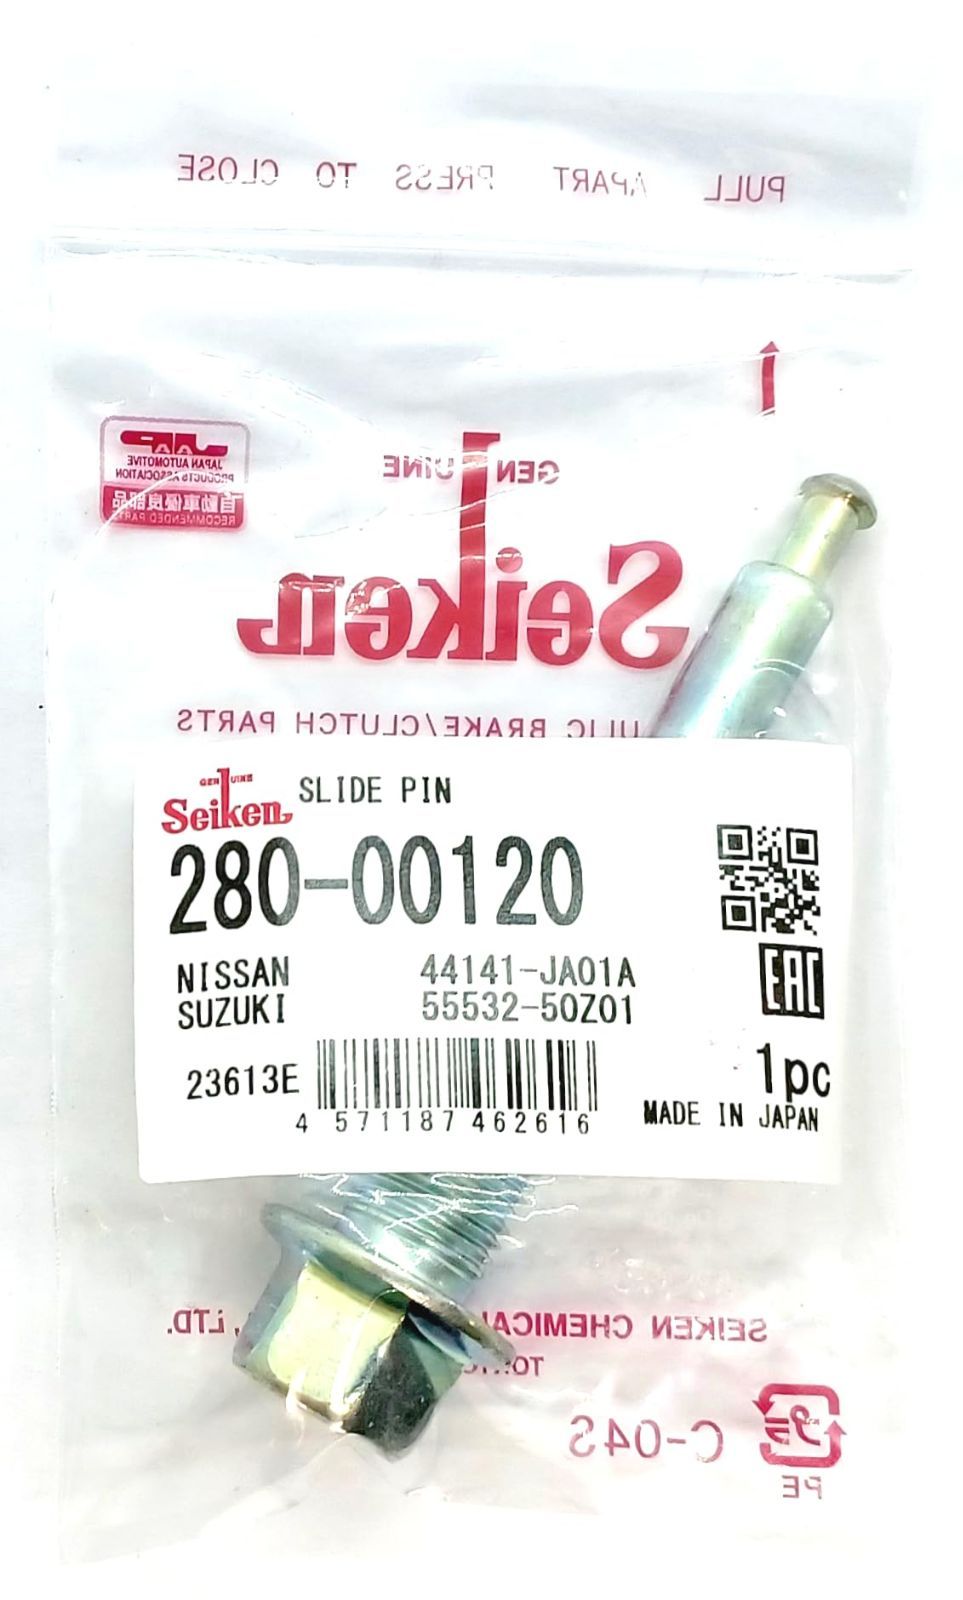 PULL APART PRESS TO CLOSE
JAPAN AUTOMOTIVE
PRODUCTS ASSOCIATION
自動車優良部品
RECOMMENDED PARTS
GENUINE
Seiken
ULIC BRAKE/CLUTCH PARTS
GENUINE
Seiken
SLIDE PIN
280-00120
NISSAN 44141-JA01A
SUZUKI 55532-50Z01
EAC
23613E
4 571187 462616
1pc
MADE IN JAPAN
SEIKEN CHEMICAL , LTD.
C-04S
PE